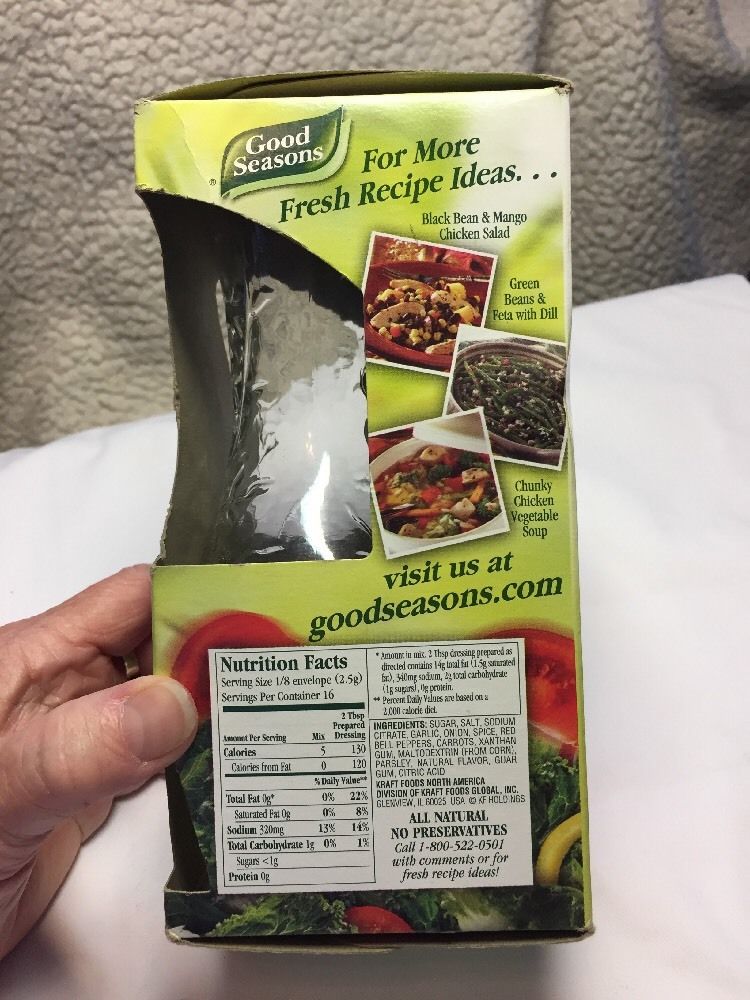 Good
Seasons
®
For More
Fresh Recipe Ideas. . .
Black Bean & Mango
Chicken Salad
Green
Beans &
Feta with Dill
Chunky
Chicken
Vegetable
Soup
visit us at
goodseasons.com
Nutrition Facts
Serving Size 1/8 envelope (2.5g)
Servings Per Container 16
2 Tbsp
Prepared
Amount Per Serving Mix Dressing
Calories 5 130
Calories from Fat 0 120
% Daily Value**
Total Fat 0g* 0% 22%
Saturated Fat 0g 0% 8%
Sodium 320mg 13% 14%
Total Carbohydrate 1g 0% 1%
Sugars <1g
Protein 0g
* Amount in mix. 2 Tbsp dressing prepared as
directed contains 14g total fat (1.5g saturated
fat), 340mg sodium, 2g total carbohydrate
(1g sugars), 0g protein.
** Percent Daily Values are based on a
2,000 calorie diet.
INGREDIENTS: SUGAR, SALT, SODIUM
CITRATE, GARLIC, ONION, SPICE, RED
BELL PEPPERS, CARROTS, XANTHAN
GUM, MALTODEXTRIN (FROM CORN),
PARSLEY, NATURAL FLAVOR, GUAR
GUM, CITRIC ACID
KRAFT FOODS NORTH AMERICA
DIVISION OF KRAFT FOODS GLOBAL, INC.
GLENVIEW, IL 60025 USA © KF HOLDINGS
ALL NATURAL
NO PRESERVATIVES
Call 1-800-522-0501
with comments or for
fresh recipe ideas!